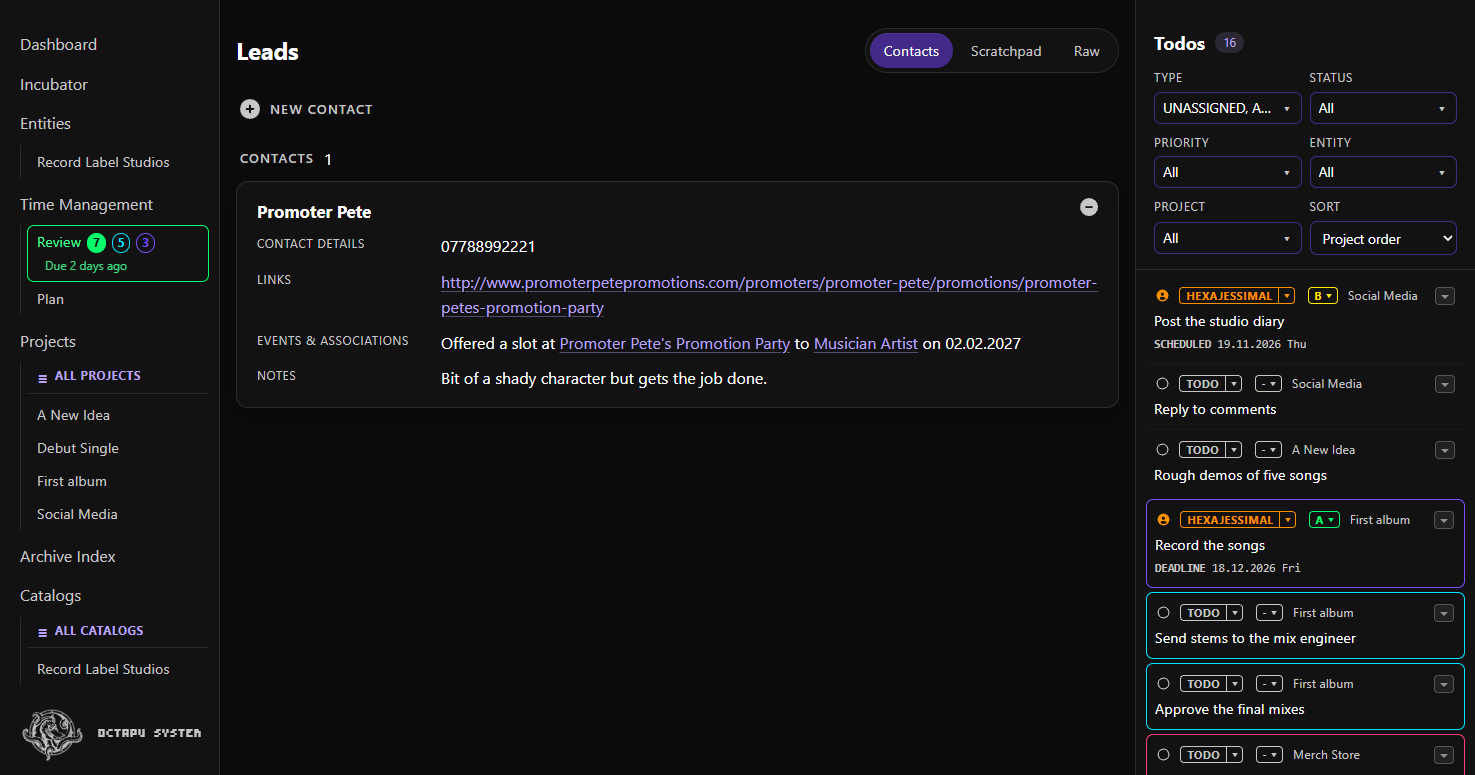 Dashboard
Incubator
Entities
Record Label Studios
Time Management
Review 7 5 3
Due 2 days ago
Plan
Projects
ALL PROJECTS
A New Idea
Debut Single
First album
Social Media
Archive Index
Catalogs
ALL CATALOGS
Record Label Studios
OCTAPU SYSTEM
Leads
Contacts Scratchpad Raw
NEW CONTACT
CONTACTS 1
Promoter Pete
CONTACT DETAILS 07788992221
LINKS http://www.promoterpetepromotions.com/promoters/promoter-pete/promotions/promoter-
petes-promotion-party
EVENTS & ASSOCIATIONS Offered a slot at Promoter Pete's Promotion Party to Musician Artist on 02.02.2027
NOTES Bit of a shady character but gets the job done.
Todos 16
TYPE STATUS
UNASSIGNED, A... All
PRIORITY ENTITY
All All
PROJECT SORT
All Project order
HEXAJESSIMAL B Social Media
Post the studio diary
SCHEDULED 19.11.2026 Thu
TODO - Social Media
Reply to comments
TODO - A New Idea
Rough demos of five songs
HEXAJESSIMAL A First album
Record the songs
DEADLINE 18.12.2026 Fri
TODO - First album
Send stems to the mix engineer
TODO - First album
Approve the final mixes
TODO - Merch Store